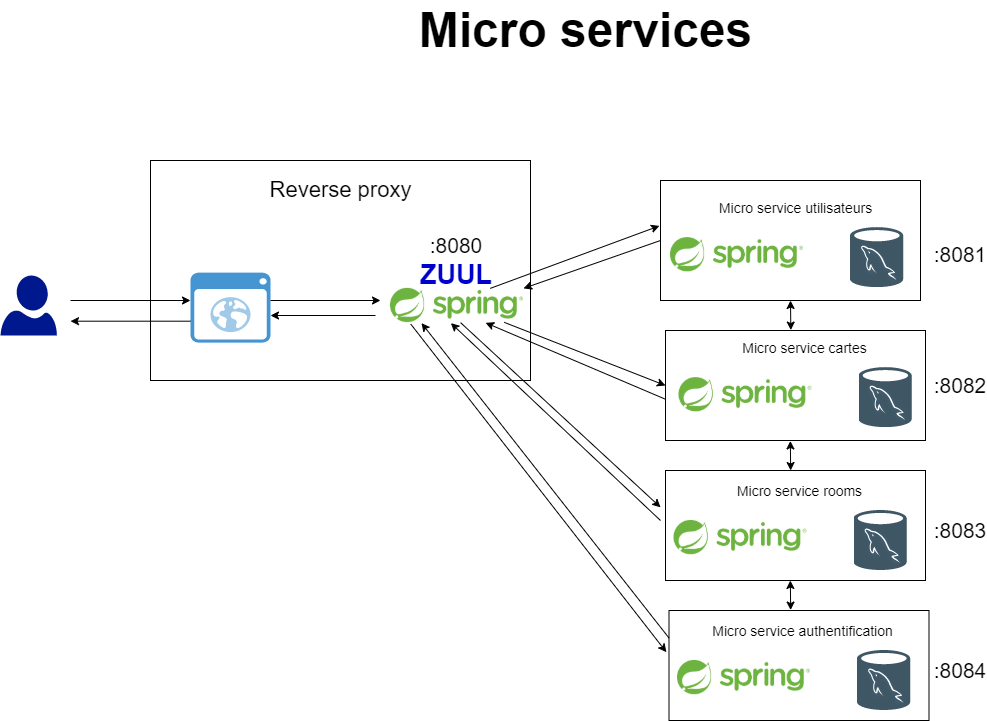 Micro services
Reverse proxy
:8080
ZUUL
spring
Micro service utilisateurs
spring
:8081
Micro service cartes
spring
:8082
Micro service rooms
spring
:8083
Micro service authentification
spring
:8084